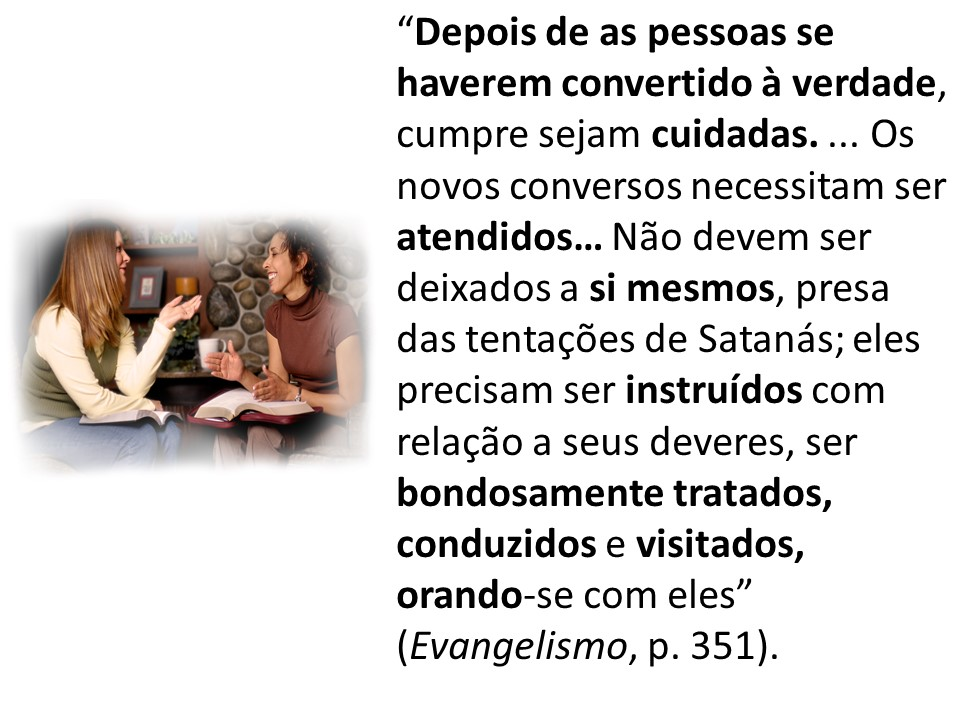 “Depois de as pessoas se
haverem convertido à verdade,
cumpre sejam cuidadas. ... Os
novos conversos necessitam ser
atendidos... Não devem ser
deixados a si mesmos, presa
das tentações de Satanás; eles
precisam ser instruídos com
relação a seus deveres, ser
bondosamente tratados,
conduzidos e visitados,
orando-se com eles”
(Evangelismo, p. 351).